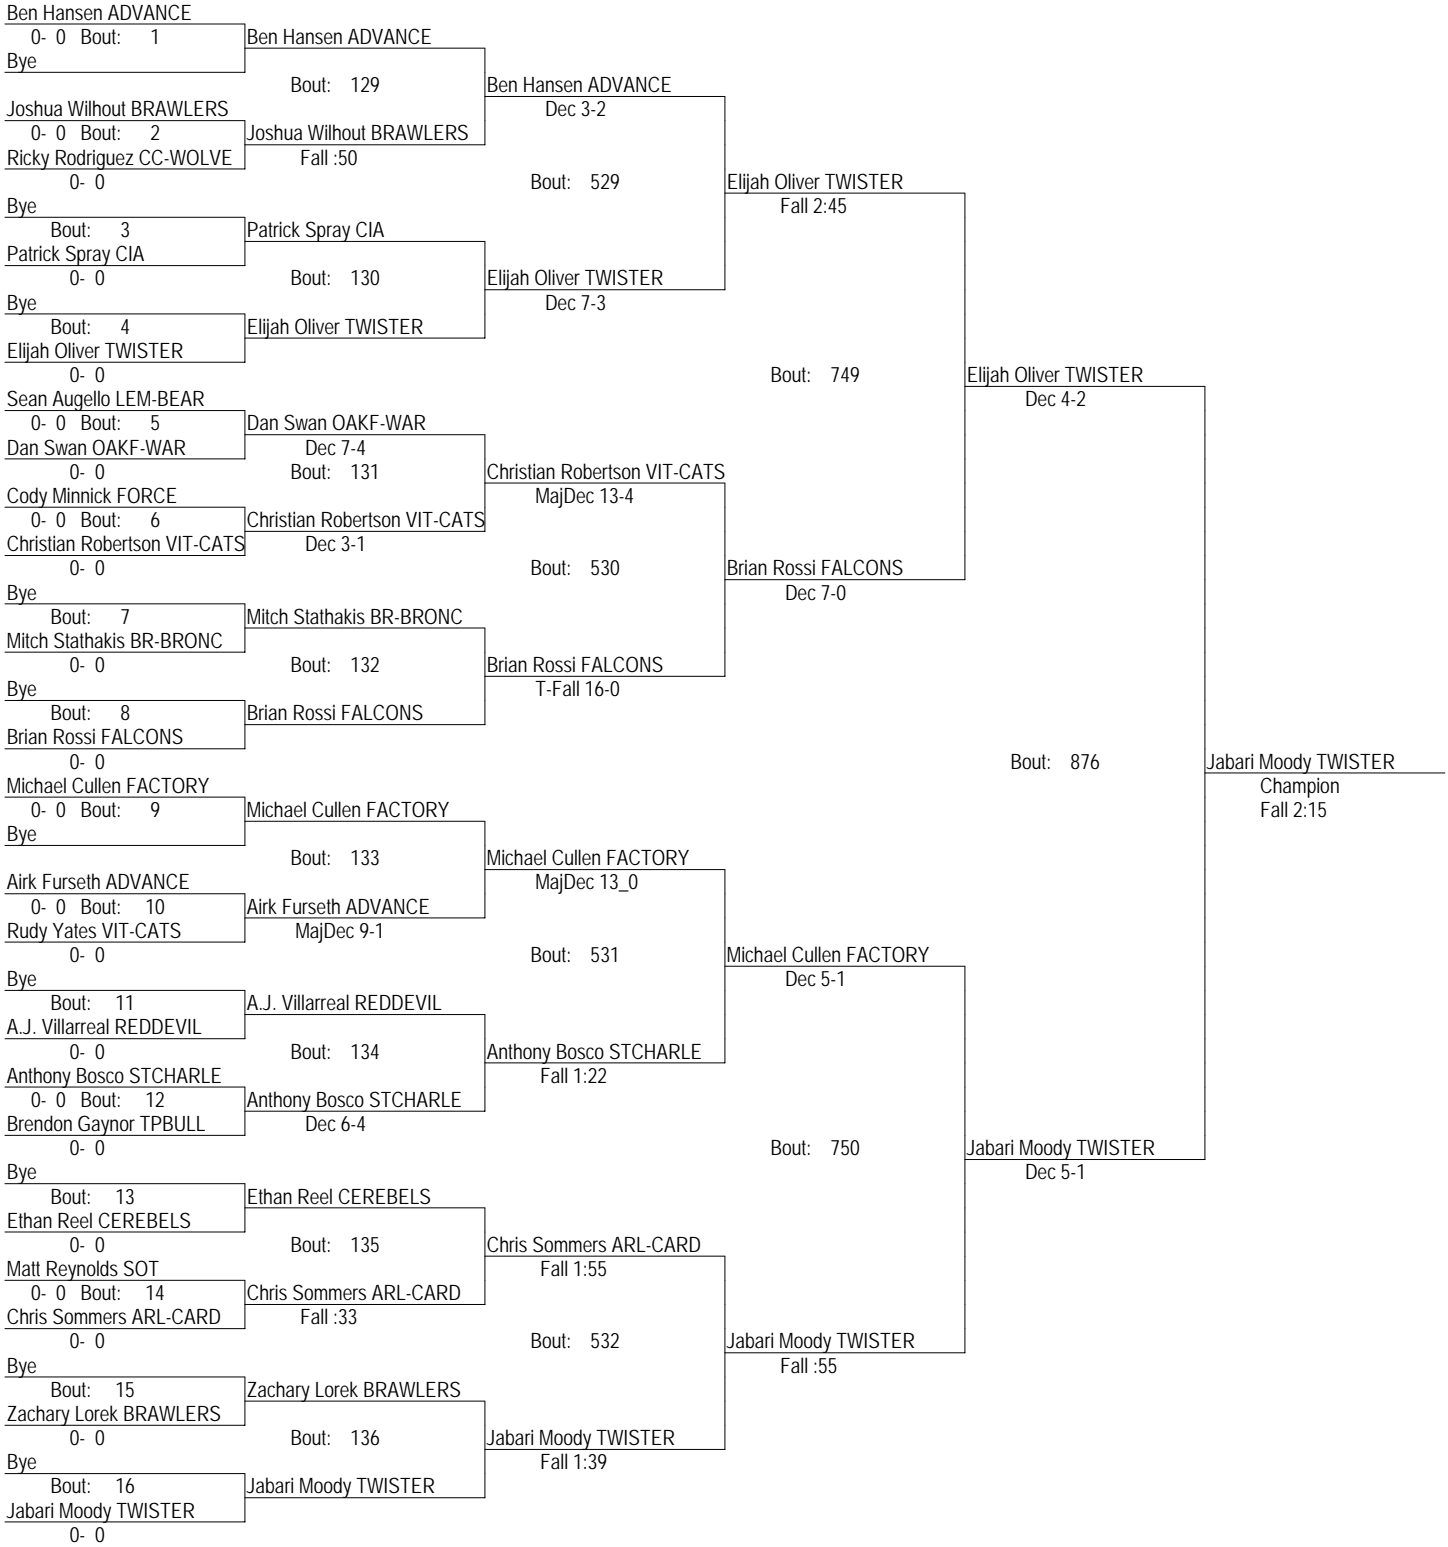 Ben Hansen ADVANCE
0- 0 Bout: 1 Ben Hansen ADVANCE
Bye
Bout: 129 Ben Hansen ADVANCE
Joshua Wilhout BRAWLERS Dec 3-2
0- 0 Bout: 2 Joshua Wilhout BRAWLERS
Ricky Rodriguez CC-WOLVE Fall :50
0- 0 Bout: 529 Elijah Oliver TWISTER
Bye Fall 2:45
Bout: 3 Patrick Spray CIA
Patrick Spray CIA
0- 0 Bout: 130 Elijah Oliver TWISTER
Bye Dec 7-3
Bout: 4 Elijah Oliver TWISTER
Elijah Oliver TWISTER
0- 0 Bout: 749 Elijah Oliver TWISTER
Sean Augello LEM-BEAR Dec 4-2
0- 0 Bout: 5 Dan Swan OAKF-WAR
Dan Swan OAKF-WAR Dec 7-4
0- 0 Bout: 131 Christian Robertson VIT-CATS
Cody Minnick FORCE MajDec 13-4
0- 0 Bout: 6 Christian Robertson VIT-CATS
Christian Robertson VIT-CATS Dec 3-1
0- 0 Bout: 530 Brian Rossi FALCONS
Bye Dec 7-0
Bout: 7 Mitch Stathakis BR-BRONC
Mitch Stathakis BR-BRONC
0- 0 Bout: 132 Brian Rossi FALCONS
Bye T-Fall 16-0
Bout: 8 Brian Rossi FALCONS
Brian Rossi FALCONS
0- 0 Bout: 876 Jabari Moody TWISTER
Michael Cullen FACTORY Champion
0- 0 Bout: 9 Michael Cullen FACTORY Fall 2:15
Bye
Bout: 133 Michael Cullen FACTORY
Airk Furseth ADVANCE MajDec 13_0
0- 0 Bout: 10 Airk Furseth ADVANCE
Rudy Yates VIT-CATS MajDec 9-1
0- 0 Bout: 531 Michael Cullen FACTORY
Bye Dec 5-1
Bout: 11 A.J. Villarreal REDDEVIL
A.J. Villarreal REDDEVIL
0- 0 Bout: 134 Anthony Bosco STCHARLE
Anthony Bosco STCHARLE Fall 1:22
0- 0 Bout: 12 Anthony Bosco STCHARLE
Brendon Gaynor TPBULL Dec 6-4
0- 0 Bout: 750 Jabari Moody TWISTER
Bye Dec 5-1
Bout: 13 Ethan Reel CEREBELS
Ethan Reel CEREBELS
0- 0 Bout: 135 Chris Sommers ARL-CARD
Matt Reynolds SOT Fall 1:55
0- 0 Bout: 14 Chris Sommers ARL-CARD
Chris Sommers ARL-CARD Fall :33
0- 0 Bout: 532 Jabari Moody TWISTER
Bye Fall :55
Bout: 15 Zachary Lorek BRAWLERS
Zachary Lorek BRAWLERS
0- 0 Bout: 136 Jabari Moody TWISTER
Bye Fall 1:39
Bout: 16 Jabari Moody TWISTER
Jabari Moody TWISTER
0- 0